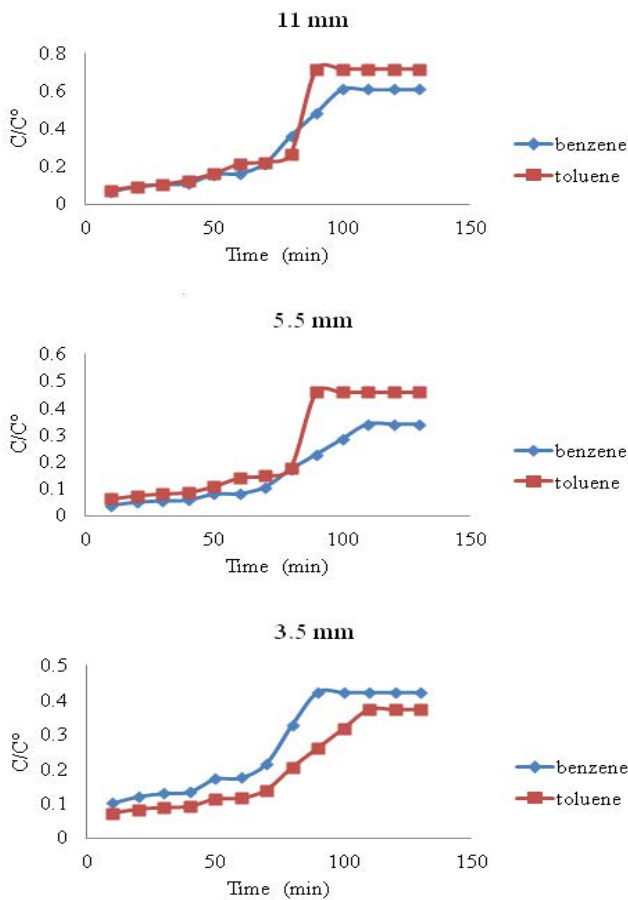 11 mm
0.8
0.6
0.4
0.2
0
C/C°
0 50 100 150
Time (min)
benzene
toluene
5.5 mm
0.6
0.5
0.4
0.3
0.2
0.1
0
C/C°
0 50 100 150
Time (min)
benzene
toluene
3.5 mm
0.5
0.4
0.3
0.2
0.1
0
C/C°
0 50 100 150
Time (min)
benzene
toluene